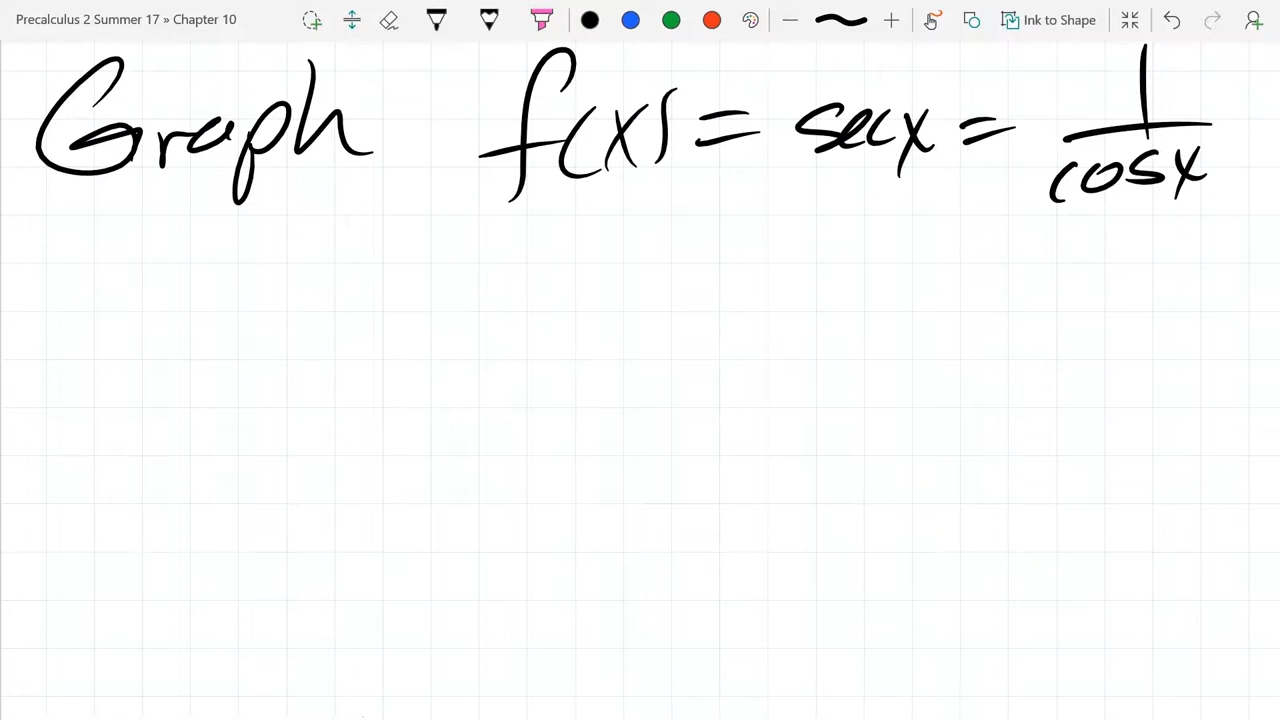 Precalculus 2 Summer 17 » Chapter 10 Ink to Shape
Graph f(x) = secx = 1/cosx